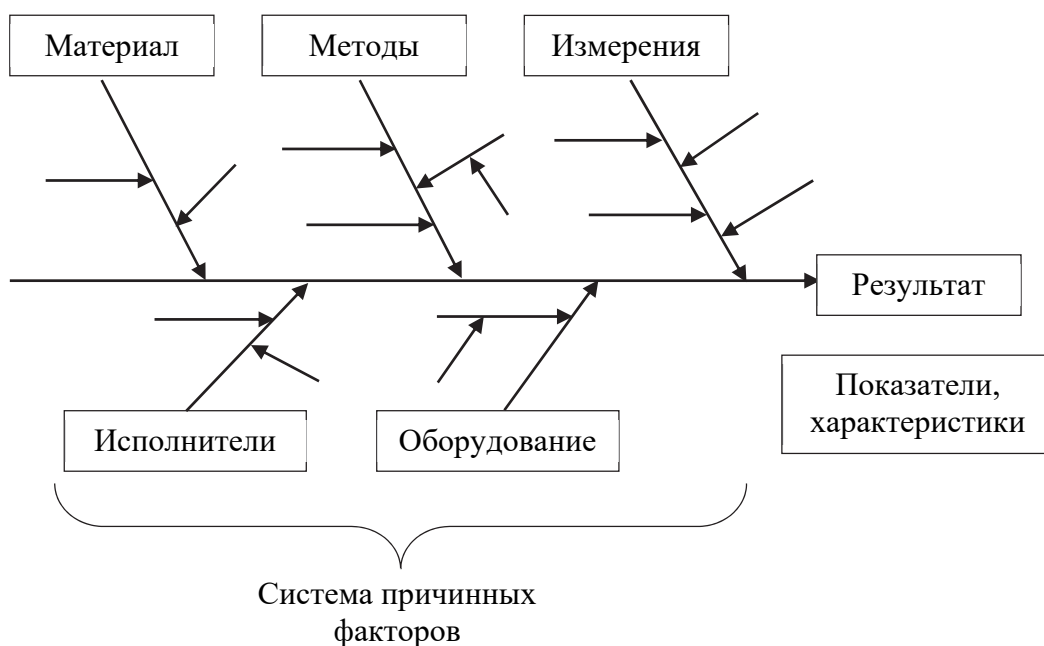 Материал
Методы
Измерения
Результат
Показатели,
характеристики
Исполнители
Оборудование
Система причинных
факторов